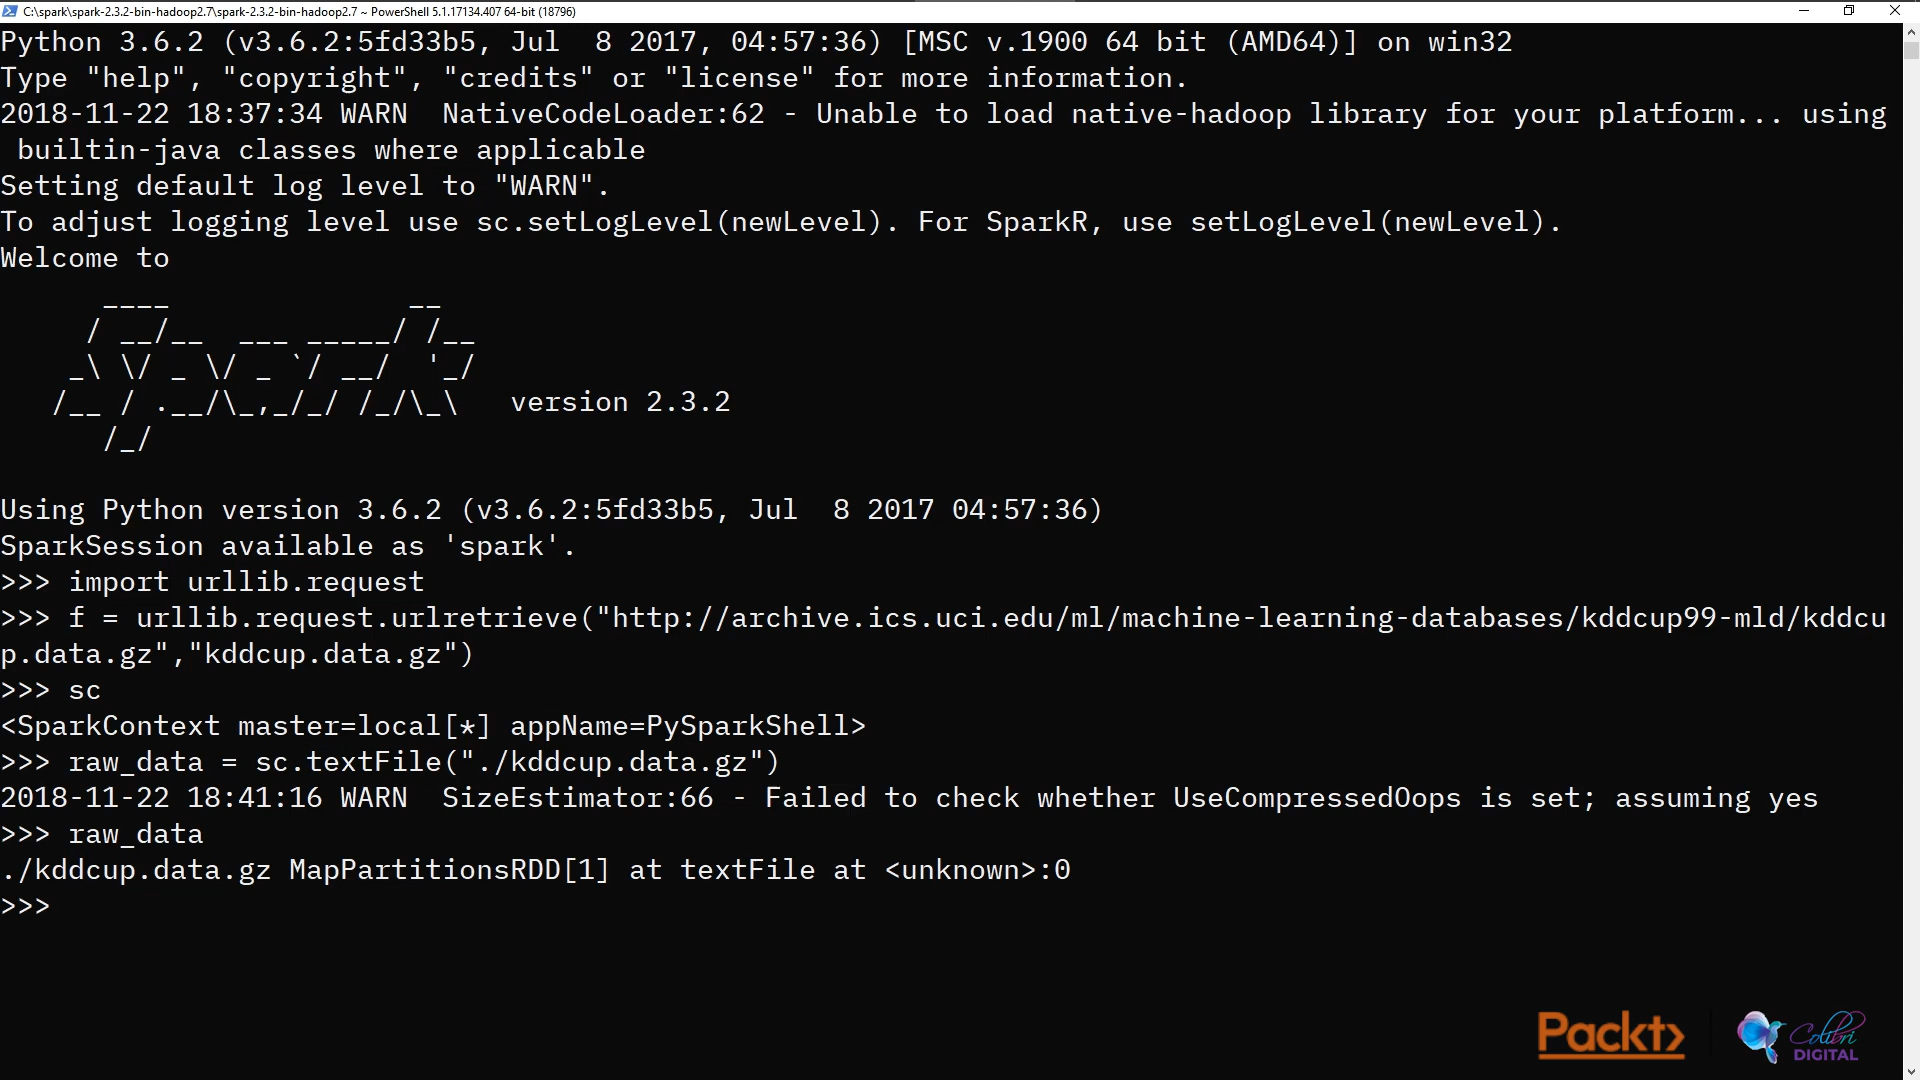 C:\spark\spark-2.3.2-bin-hadoop2.7\spark-2.3.2-bin-hadoop2.7 ~ PowerShell 5.1.17134.407 64-bit (18796)
Python 3.6.2 (v3.6.2:5fd33b5, Jul  8 2017, 04:57:36) [MSC v.1900 64 bit (AMD64)] on win32
Type "help", "copyright", "credits" or "license" for more information.
2018-11-22 18:37:34 WARN  NativeCodeLoader:62 - Unable to load native-hadoop library for your platform... using
 builtin-java classes where applicable
Setting default log level to "WARN".
To adjust logging level use sc.setLogLevel(newLevel). For SparkR, use setLogLevel(newLevel).
Welcome to
      ____              __
     / __/__  ___ _____/ /__
    _\ \/ _ \/ _ `/ __/  '_/
   /__ / .__/\_,_/_/ /_/\_\   version 2.3.2
      /_/
Using Python version 3.6.2 (v3.6.2:5fd33b5, Jul  8 2017 04:57:36)
SparkSession available as 'spark'.
>>> import urllib.request
>>> f = urllib.request.urlretrieve("http://archive.ics.uci.edu/ml/machine-learning-databases/kddcup99-mld/kddcu
p.data.gz","kddcup.data.gz")
>>> sc
<SparkContext master=local[*] appName=PySparkShell>
>>> raw_data = sc.textFile("./kddcup.data.gz")
2018-11-22 18:41:16 WARN  SizeEstimator:66 - Failed to check whether UseCompressedOops is set; assuming yes
>>> raw_data
./kddcup.data.gz MapPartitionsRDD[1] at textFile at <unknown>:0
>>>
Packt>
Colibri
DIGITAL